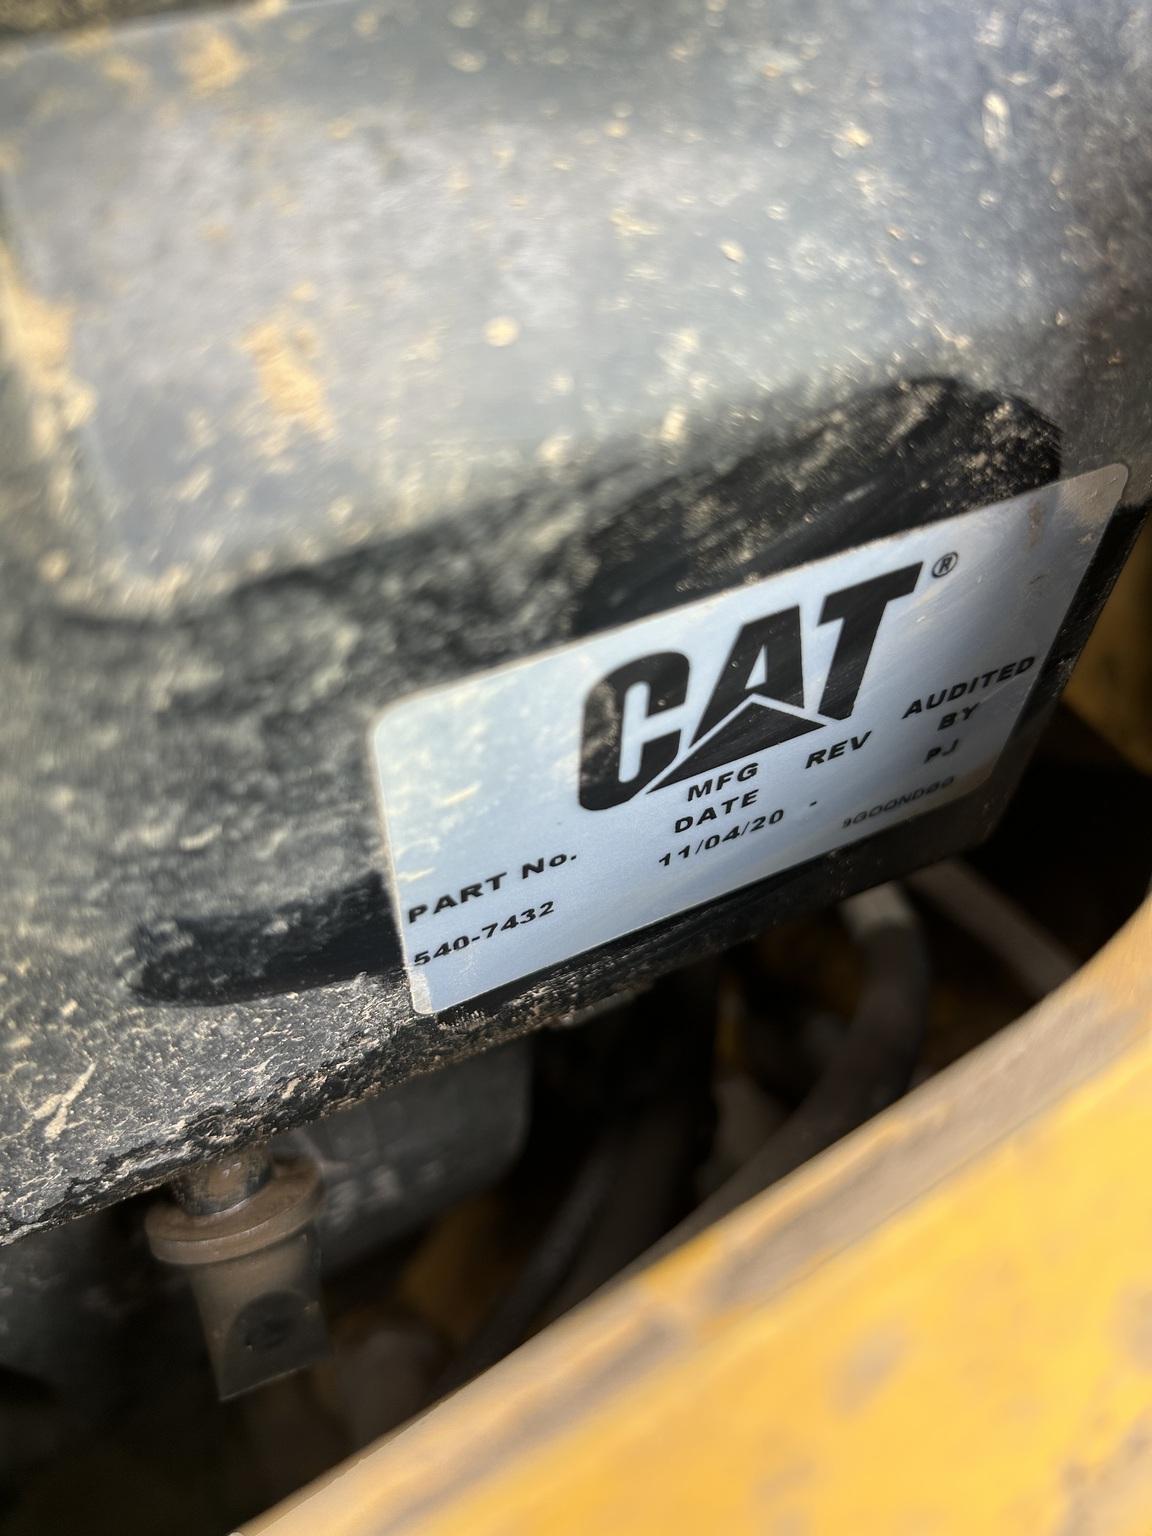 CAT®
MFG REV AUDITED
DATE BY
PART No. 11/04/20 - PJ
540-7432